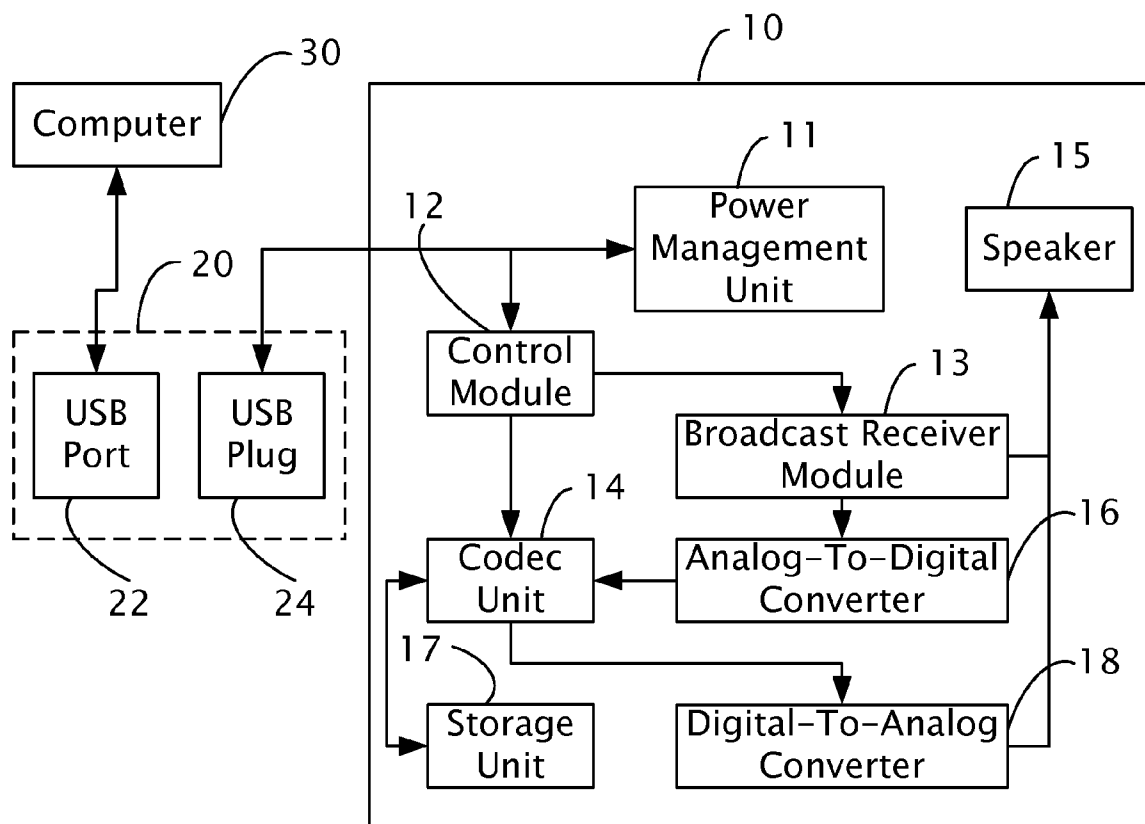 10
30
Computer
11
15
12
Power
Management
Unit
Speaker
20
Control
Module
13
USB
Port
USB
Plug
Broadcast Receiver
Module
14
16
Codec
Unit
Analog-To-Digital
Converter
22
24
17
18
Storage
Unit
Digital-To-Analog
Converter